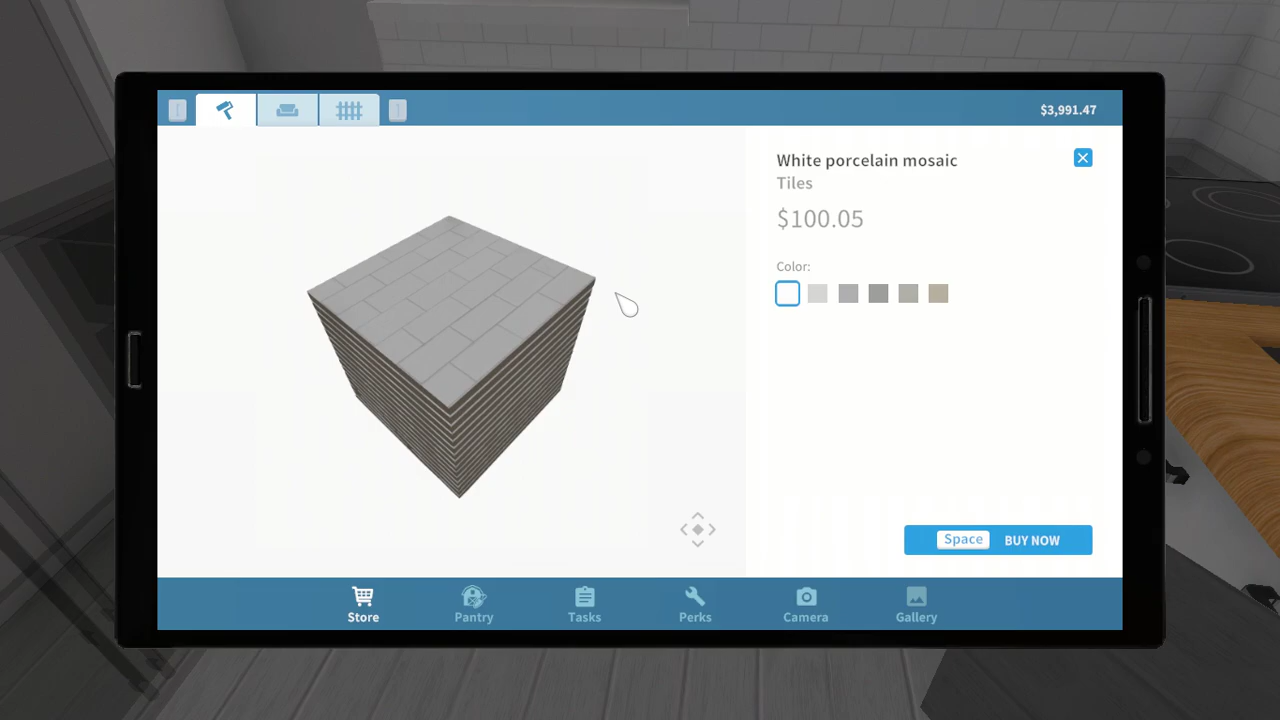 $3,991.47
White porcelain mosaic
Tiles
$100.05
Color:
Space BUY NOW
Store Pantry Tasks Perks Camera Gallery